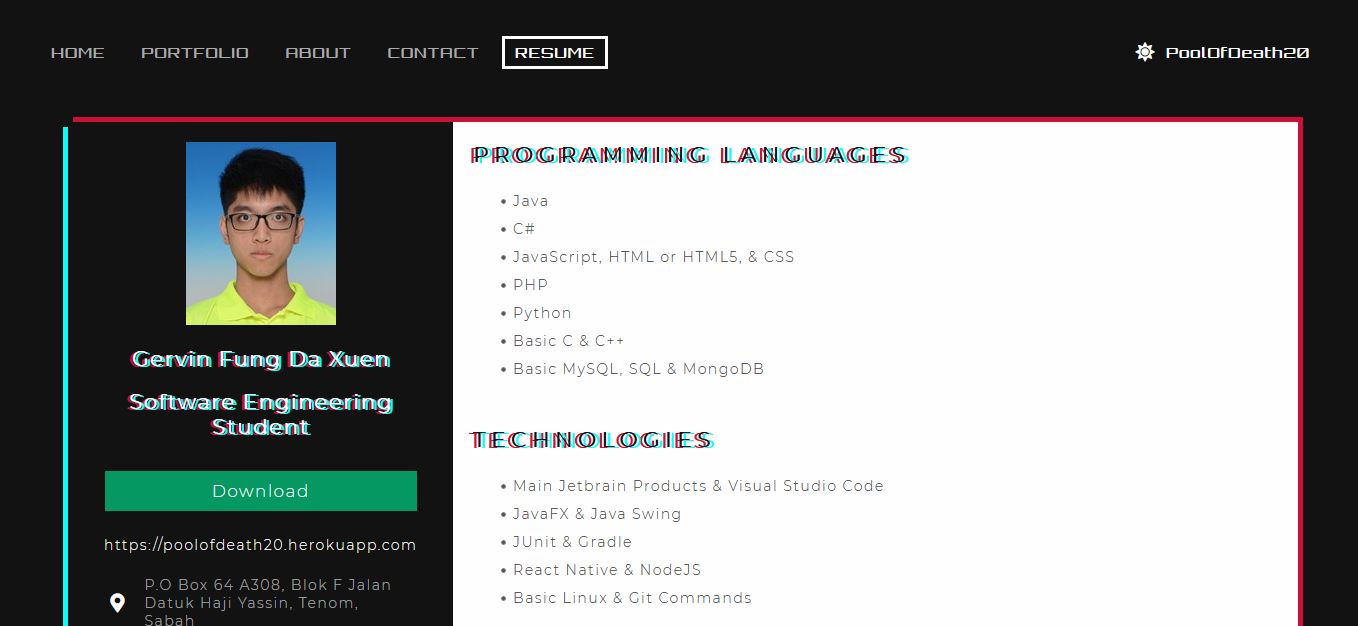 HOME PORTFOLIO ABOUT CONTACT RESUME PoolOfDeath20
Gervin Fung Da Xuen
Software Engineering
Student
Download
https://poolofdeath20.herokuapp.com
P.O Box 64 A308, Blok F Jalan
Datuk Haji Yassin, Tenom,
Sabah
PROGRAMMING LANGUAGES
• Java
• C#
• JavaScript, HTML or HTML5, & CSS
• PHP
• Python
• Basic C & C++
• Basic MySQL, SQL & MongoDB
TECHNOLOGIES
• Main Jetbrain Products & Visual Studio Code
• JavaFX & Java Swing
• JUnit & Gradle
• React Native & NodeJS
• Basic Linux & Git Commands